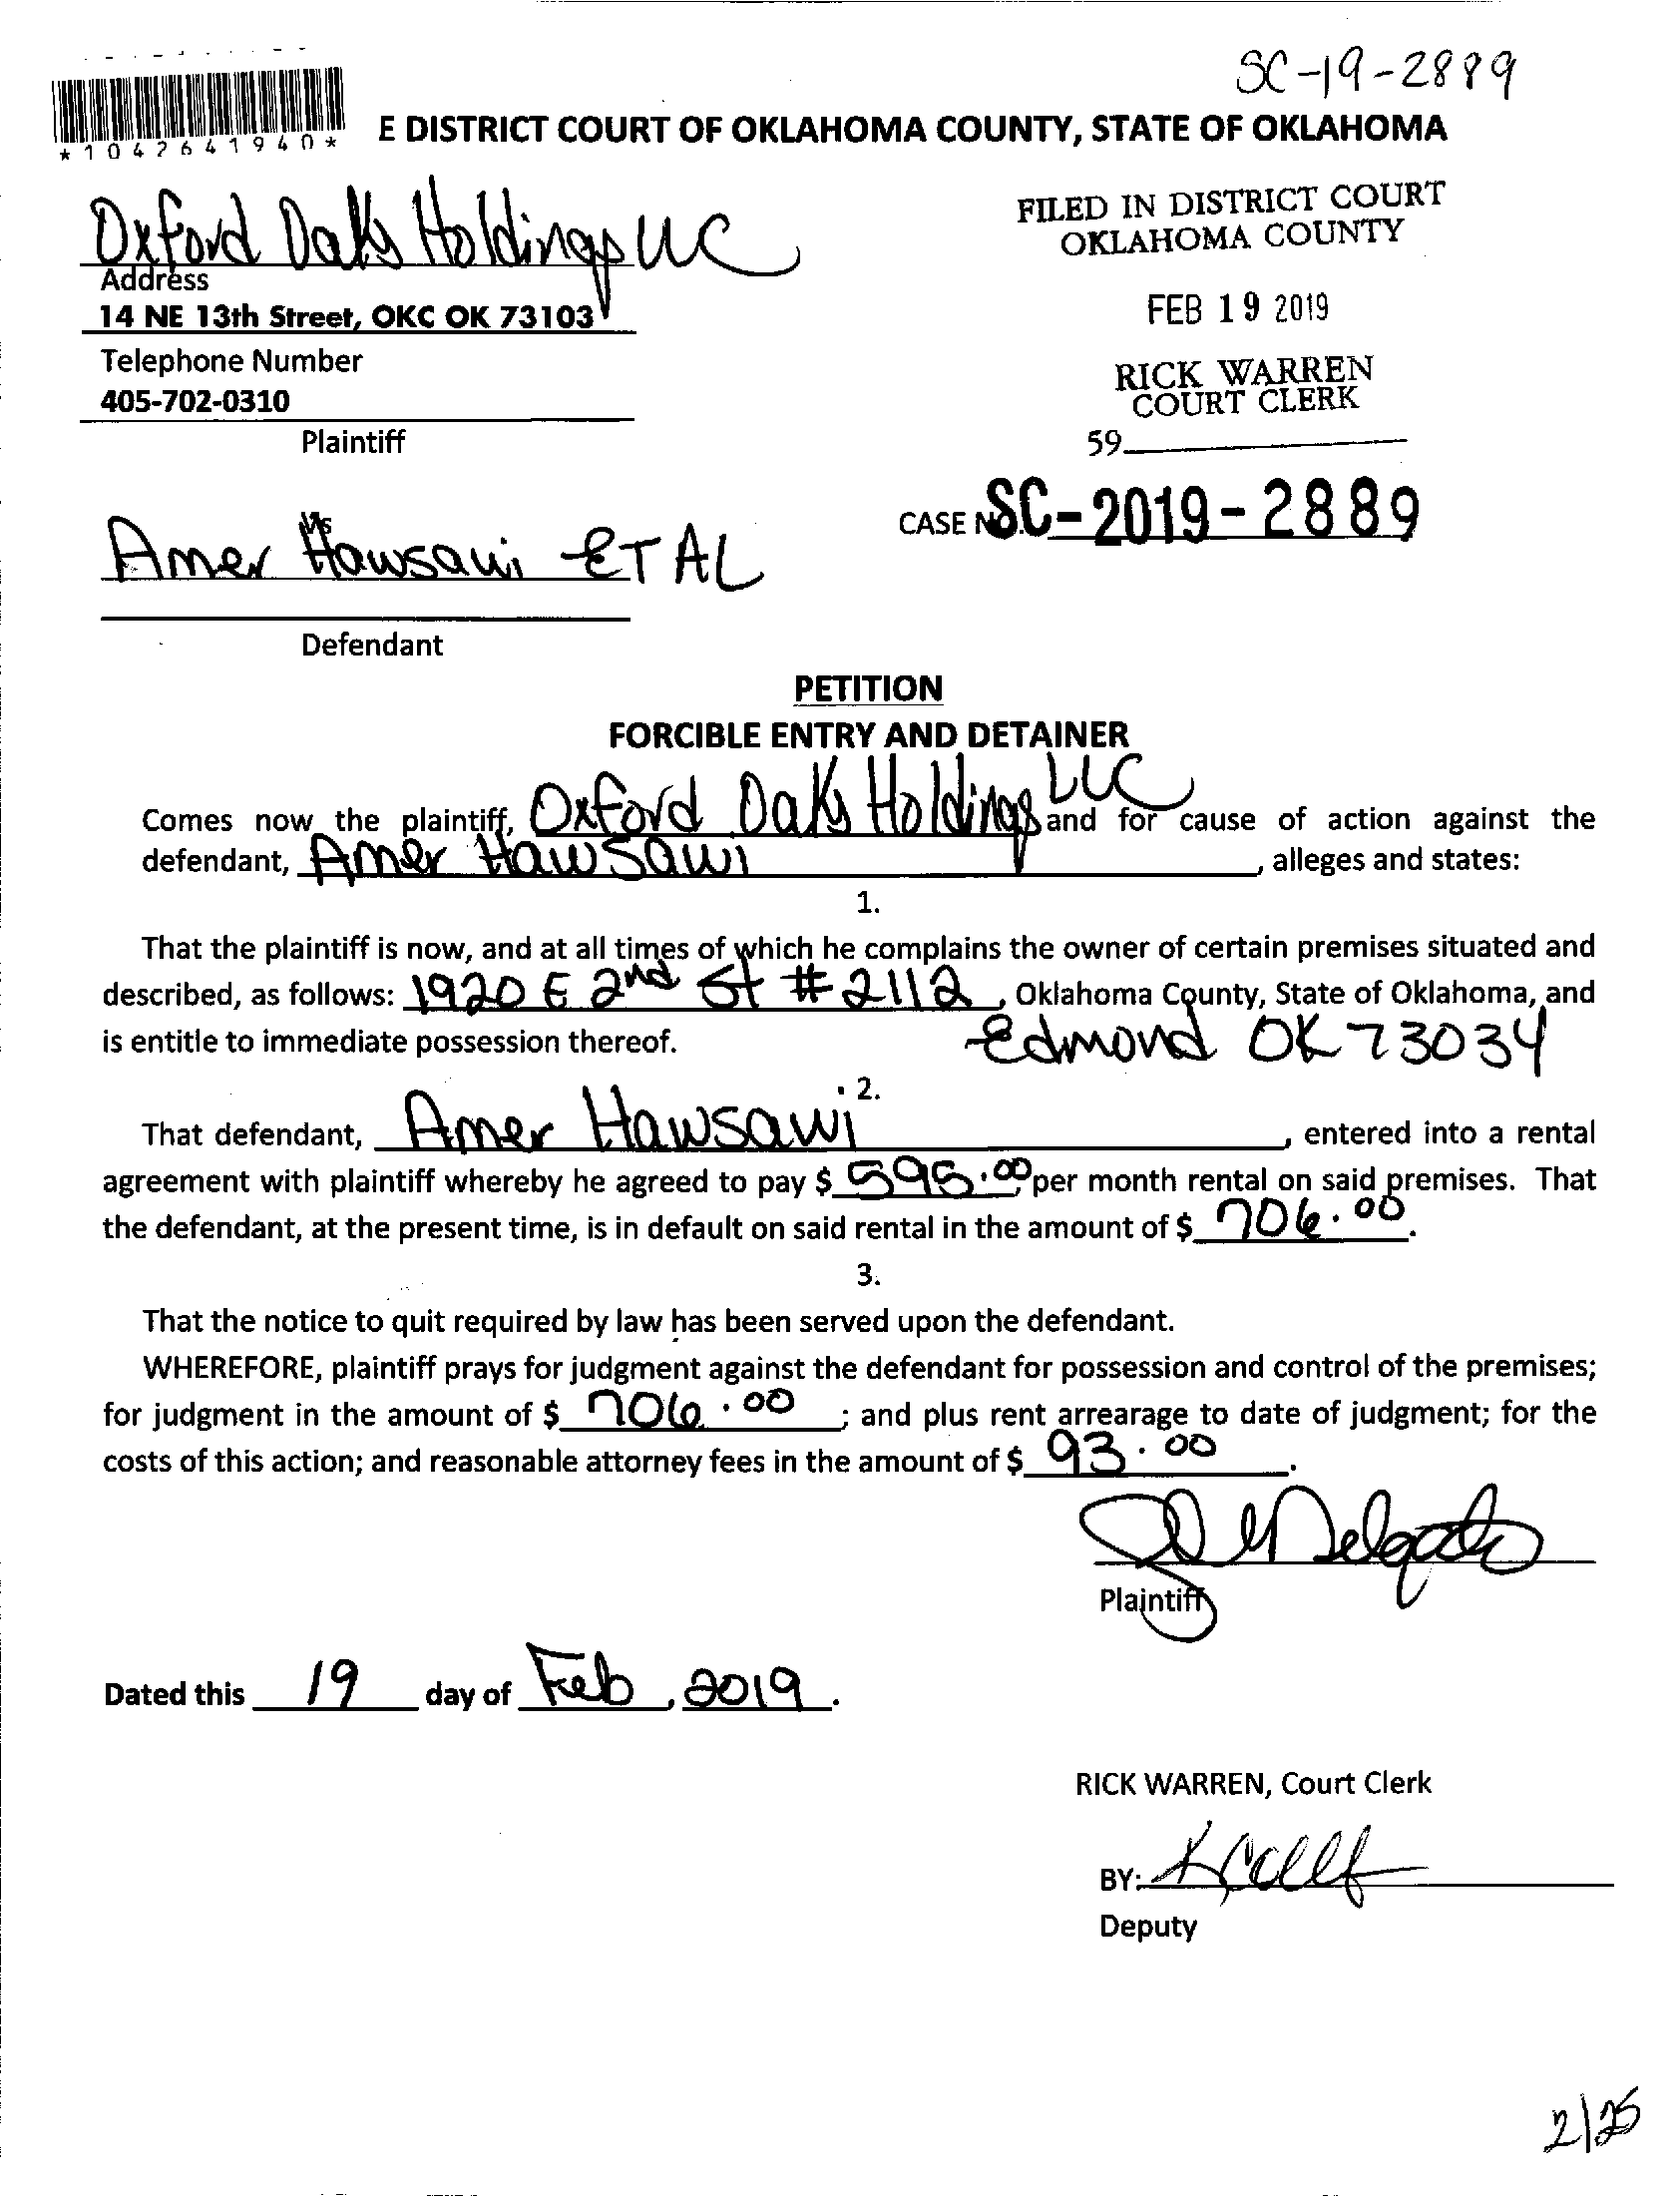 SC-19-2889
*1042641940*
E DISTRICT COURT OF OKLAHOMA COUNTY, STATE OF OKLAHOMA
Oxford Oaks Holdings LLC
Address
14 NE 13th Street, OKC OK 73103
Telephone Number
405-702-0310
Plaintiff
FILED IN DISTRICT COURT
OKLAHOMA COUNTY
FEB 19 2019
RICK WARREN
COURT CLERK
59
CASE N SC-2019-2889
Vs
Amer Hawsawi ET AL
Defendant
PETITION
FORCIBLE ENTRY AND DETAINER
Comes now the plaintiff, Oxford Oaks Holdings LLC and for cause of action against the
defendant, Amer Hawsawi, alleges and states:
1.
That the plaintiff is now, and at all times of which he complains the owner of certain premises situated and
described, as follows: 1920 E 2nd St #2112, Oklahoma County, State of Oklahoma, and
is entitle to immediate possession thereof. Edmond OK 73034
2.
That defendant, Amer Hawsawi, entered into a rental
agreement with plaintiff whereby he agreed to pay $ 595.00 per month rental on said premises. That
the defendant, at the present time, is in default on said rental in the amount of $ 706.00.
3.
That the notice to quit required by law has been served upon the defendant.
WHEREFORE, plaintiff prays for judgment against the defendant for possession and control of the premises;
for judgment in the amount of $ 706.00; and plus rent arrearage to date of judgment; for the
costs of this action; and reasonable attorney fees in the amount of $ 93.00.
Delgado
Plaintiff
Dated this 19 day of Feb, 2019.
RICK WARREN, Court Clerk
BY:
Deputy
2/25